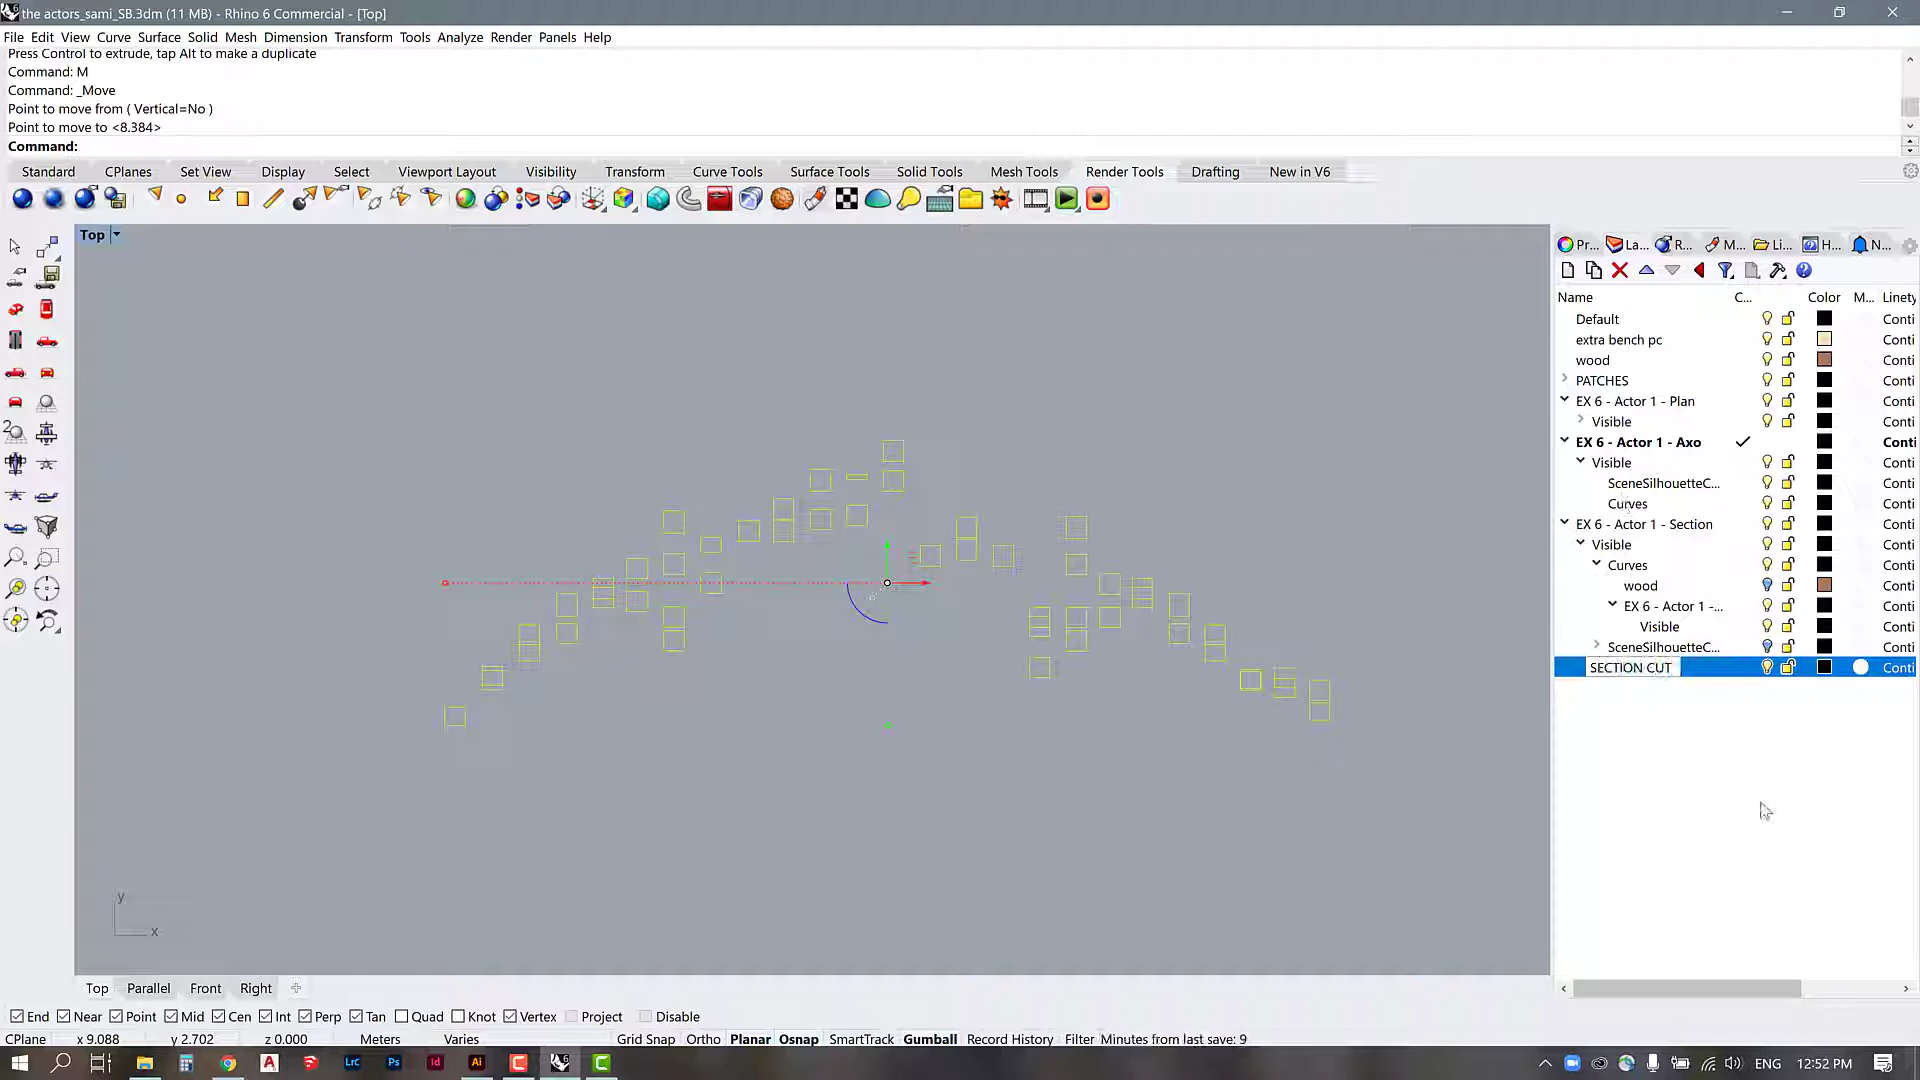 the actors_sami_SB.3dm (11 MB) - Rhino 6 Commercial - [Top]
File Edit View Curve Surface Solid Mesh Dimension Transform Tools Analyze Render Panels Help
Press Control to extrude, tap Alt to make a duplicate
Command: M
Command: _Move
Point to move from ( Vertical=No )
Point to move to <8.384>
Command:
Standard CPlanes Set View Display Select Viewport Layout Visibility Transform Curve Tools Surface Tools Solid Tools Mesh Tools Render Tools Drafting New in V6
Top
Pr... La... R... M... Li... H... N...
Name C... Color M... Linety
Default Conti
extra bench pc Conti
wood Conti
PATCHES Conti
EX 6 - Actor 1 - Plan Conti
Visible Conti
EX 6 - Actor 1 - Axo Conti
Visible Conti
SceneSilhouetteC... Conti
Curves Conti
EX 6 - Actor 1 - Section Conti
Visible Conti
Curves Conti
wood Conti
EX 6 - Actor 1 -... Conti
Visible Conti
SceneSilhouetteC... Conti
SECTION CUT Conti
y
x
Top Parallel Front Right
End Near Point Mid Cen Int Perp Tan Quad Knot Vertex Project Disable
CPlane x 9.088 y 2.702 z 0.000 Meters Varies Grid Snap Ortho Planar Osnap SmartTrack Gumball Record History Filter Minutes from last save: 9
Lrc Ps Id Ai ENG 12:52 PM